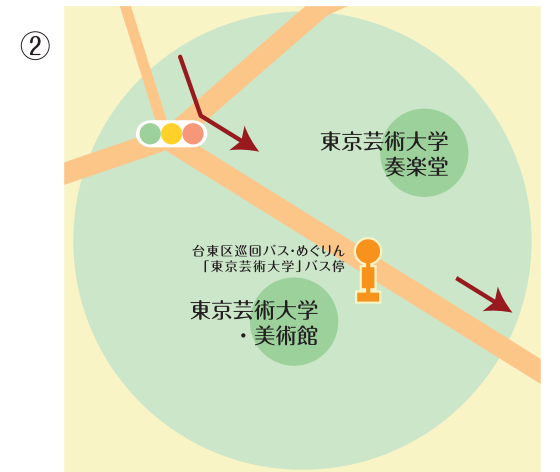 ②
東京芸術大学
奏楽堂
台東区巡回バス・めぐりん
「東京芸術大学」バス停
東京芸術大学
・美術館